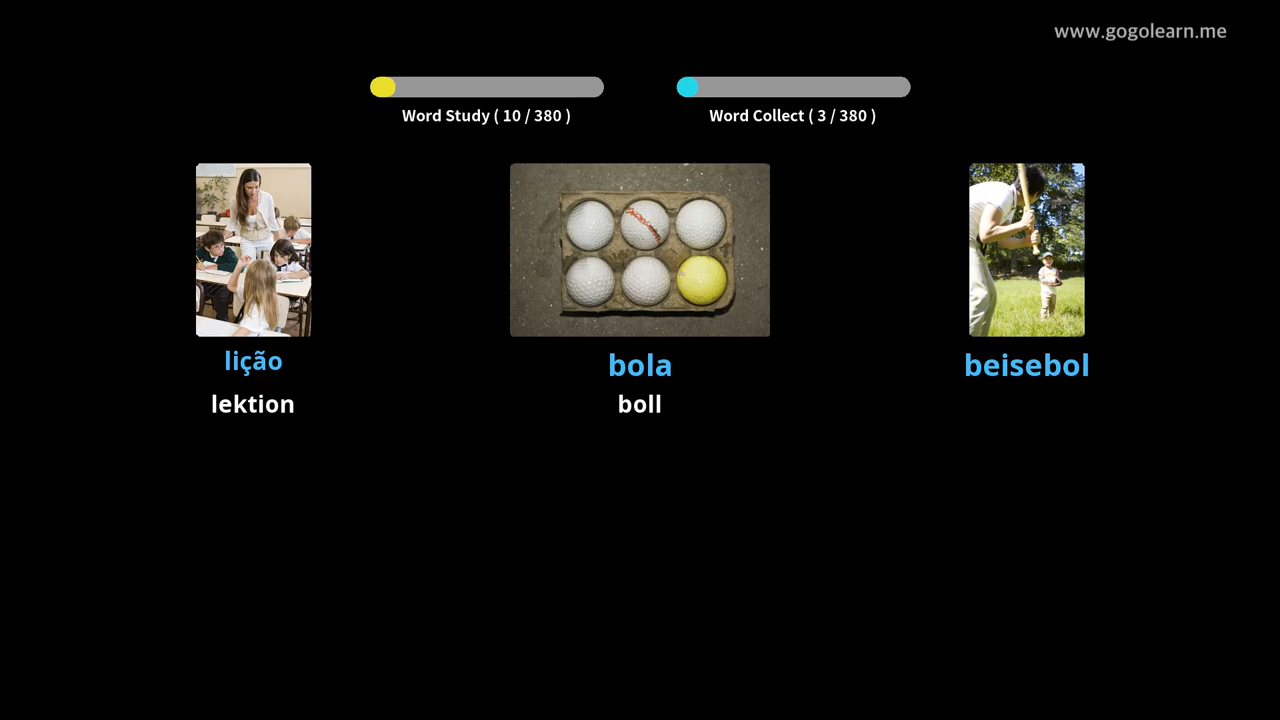 www.gogolearn.me
Word Study ( 10 / 380 )
Word Collect ( 3 / 380 )
lição
bola
beisebol
lektion
boll